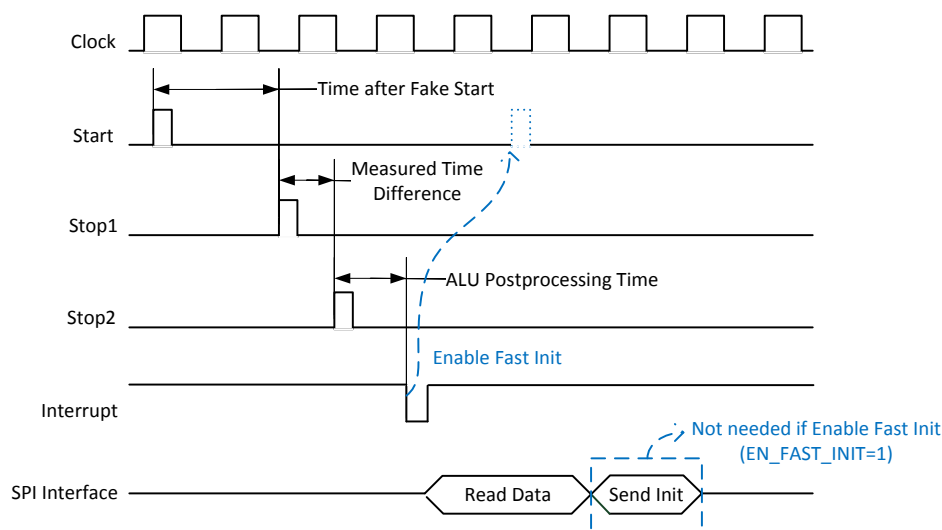 Clock
Time after Fake Start
Start
Measured Time
Difference
Stop1
ALU Postprocessing Time
Stop2
Enable Fast Init
Interrupt
Not needed if Enable Fast Init
(EN_FAST_INIT=1)
SPI Interface
Read Data
Send Init